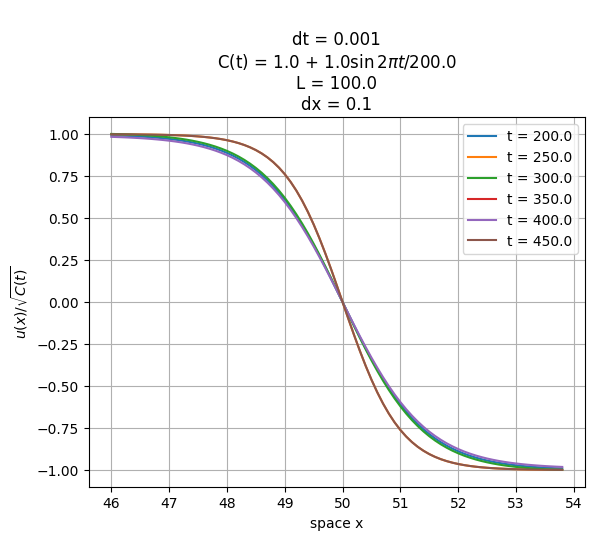 dt = 0.001
C(t) = 1.0 + 1.0sin 2πt/200.0
L = 100.0
dx = 0.1
1.00
0.75
0.50
0.25
0.00
−0.25
−0.50
−0.75
−1.00
u(x)/√C(t)
t = 200.0
t = 250.0
t = 300.0
t = 350.0
t = 400.0
t = 450.0
46 47 48 49 50 51 52 53 54
space x